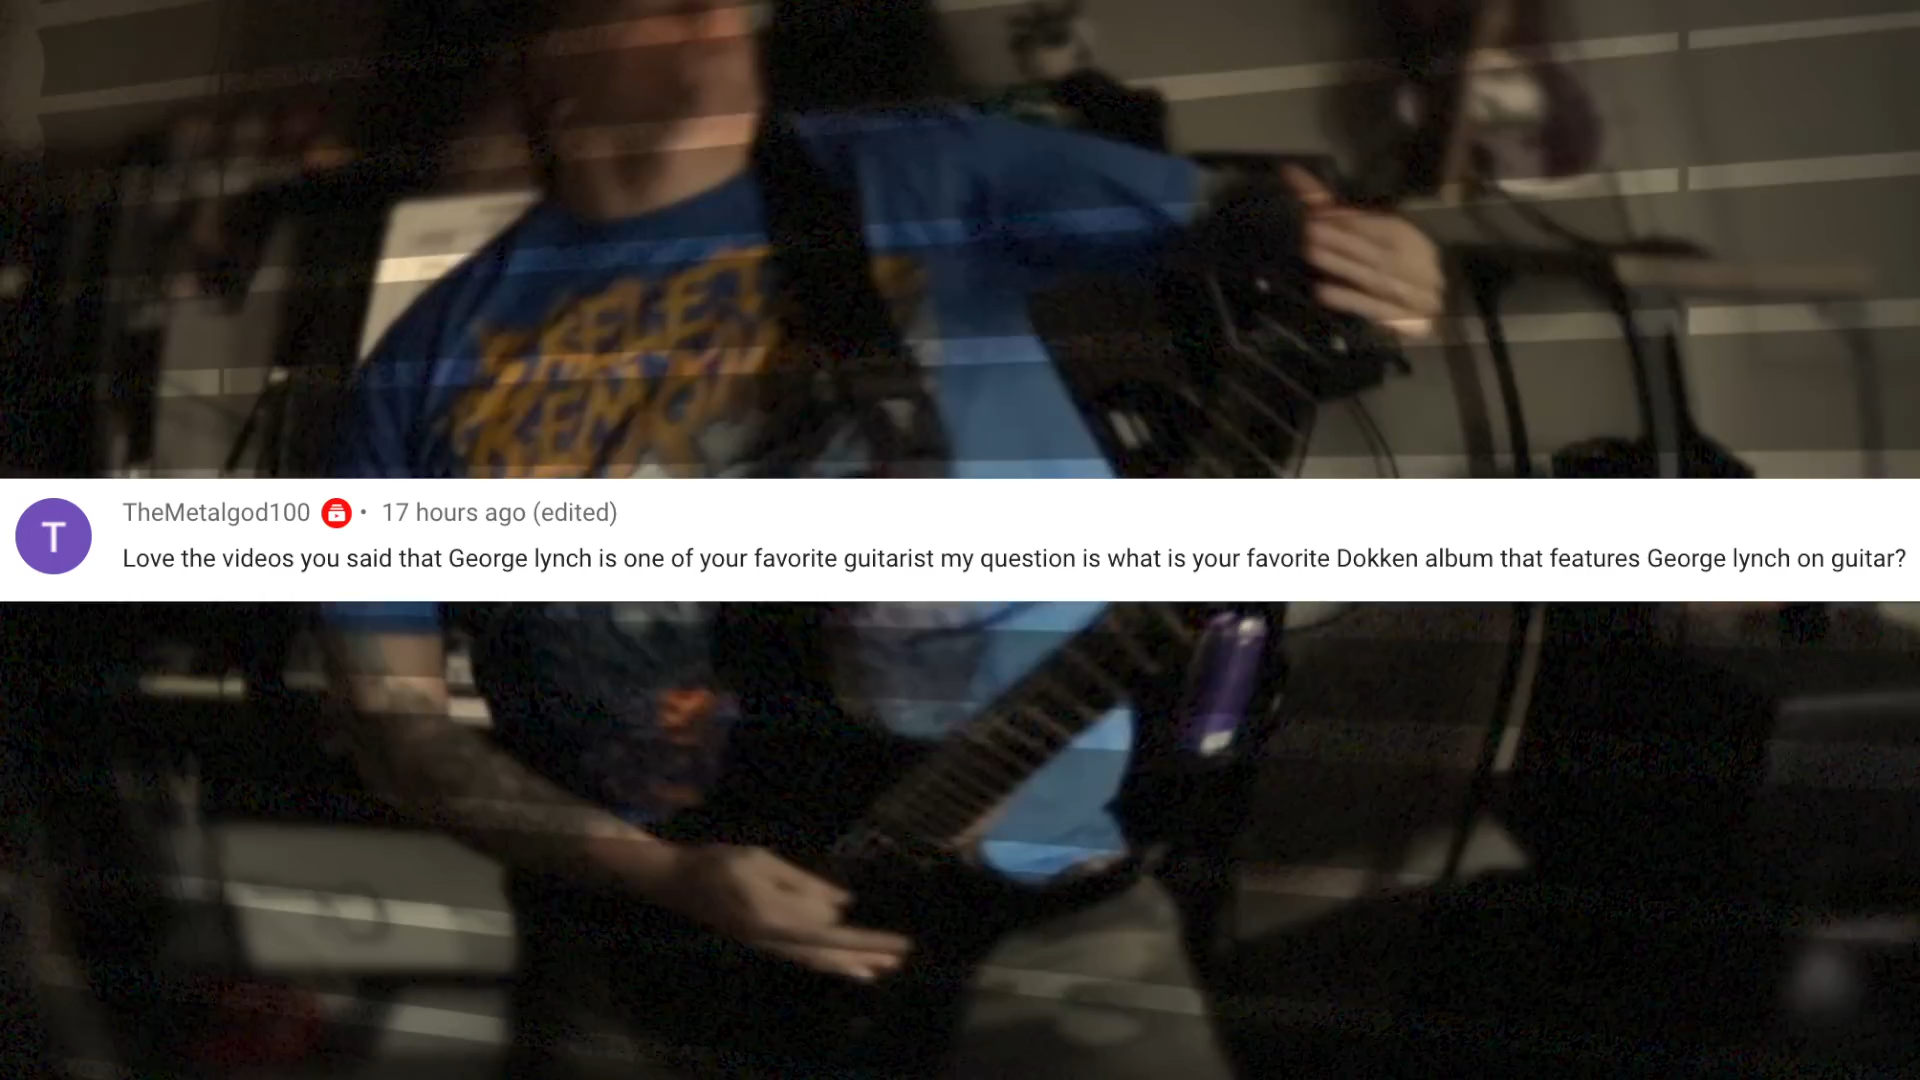 TheMetalgod100 • 17 hours ago (edited)
T
Love the videos you said that George lynch is one of your favorite guitarist my question is what is your favorite Dokken album that features George lynch on guitar?